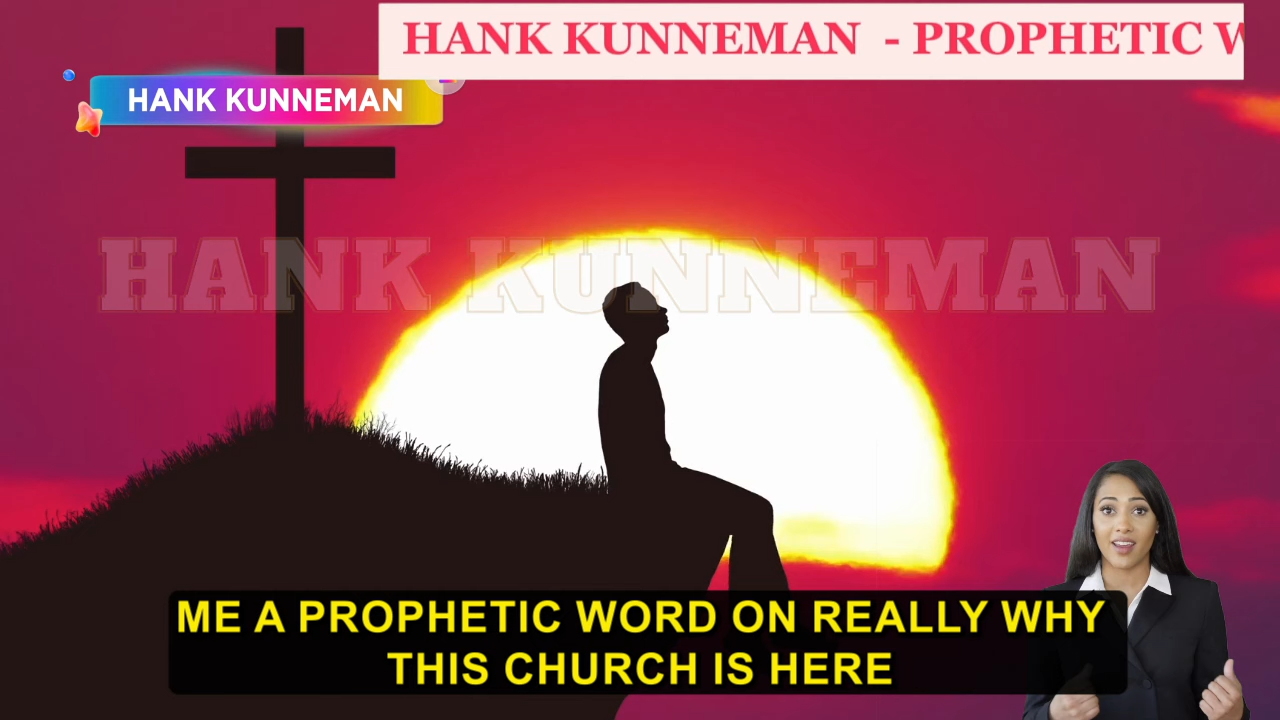 HANK KUNNEMAN - PROPHETIC
HANK KUNNEMAN
HANK KUNNEMAN
ME A PROPHETIC WORD ON REALLY WHY
THIS CHURCH IS HERE